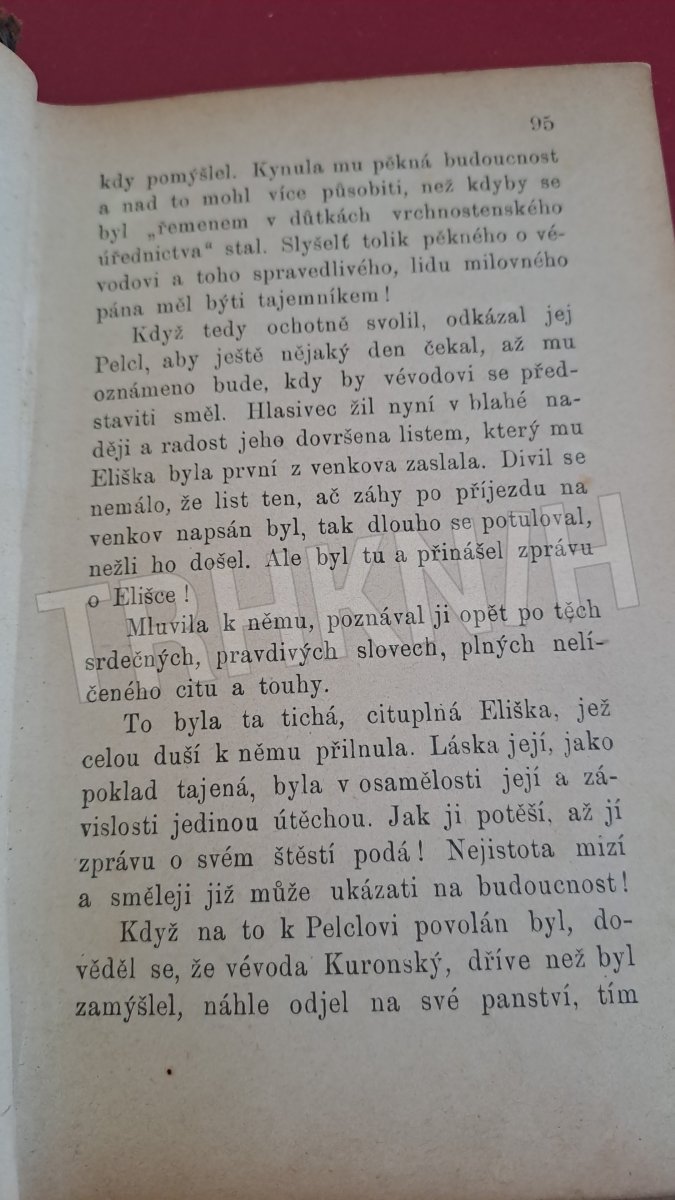 95
kdy pomýšlel. Kynula mu pěkná budoucnost
a nad to mohl více působiti, než kdyby se
byl „řemenem v důtkách vrchnostenského
úřednictva“ stal. Slyšelť tolik pěkného o vé-
vodovi a toho spravedlivého, lidu milovného
pána měl býti tajemníkem!
Když tedy ochotně svolil, odkázal jej
Pelcl, aby ještě nějaký den čekal, až mu
oznámeno bude, kdy by vévodovi se před-
staviti směl. Hlasivec žil nyní v blahé na-
ději a radost jeho dovršena listem, který mu
Eliška byla první z venkova zaslala. Divil se
nemálo, že list ten, ač záhy po příjezdu na
venkov napsán byl, tak dlouho se potuloval,
nežli ho došel. Ale byl tu a přinášel zprávu
o Elišce!
TRHKNIH
Mluvila k němu, poznával ji opět po těch
srdečných, pravdivých slovech, plných nelí-
čeného citu a touhy.
To byla ta tichá, cituplná Eliška, jež
celou duší k němu přilnula. Láska její, jako
poklad tajená, byla v osamělosti její a zá-
vislosti jedinou útěchou. Jak ji potěší, až jí
zprávu o svém štěstí podá! Nejistota mizí
a směleji již může ukázati na budoucnost!
Když na to k Pelclovi povolán byl, do-
věděl se, že vévoda Kuronský, dříve než byl
zamýšlel, náhle odjel na své panství, tím